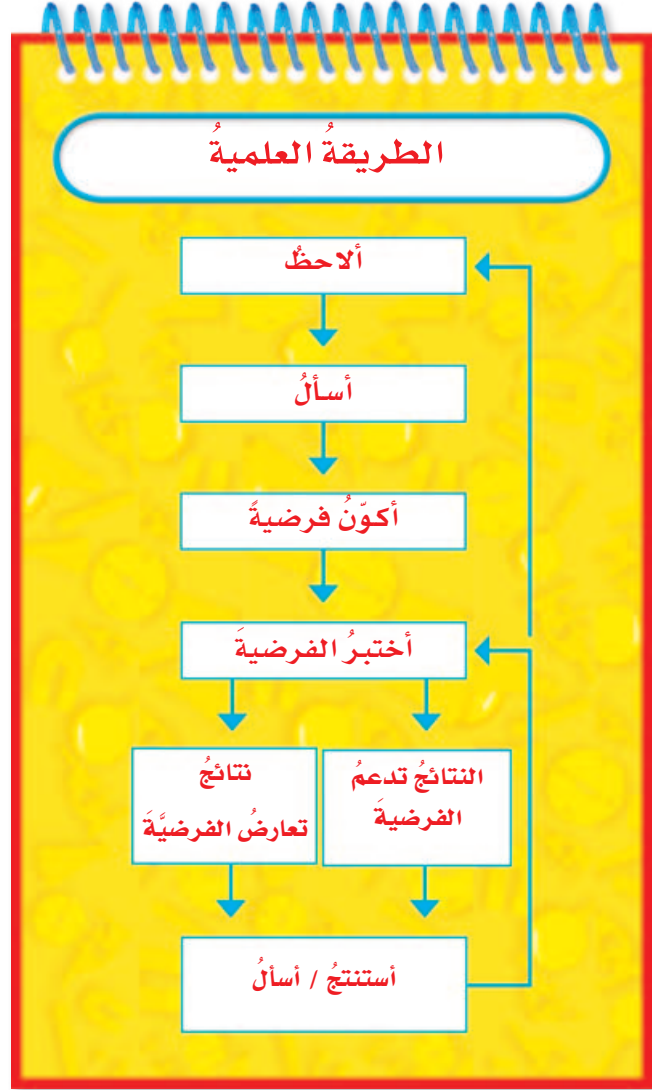 الطريقةُ العلميةُ
ألاحظُ
أسألُ
أكوّنُ فرضيةً
أختبرُ الفرضيةَ
النتائجُ تدعمُ
الفرضيةَ
نتائجُ
تعارضُ الفرضيَّةَ
أستنتجُ / أسألُ